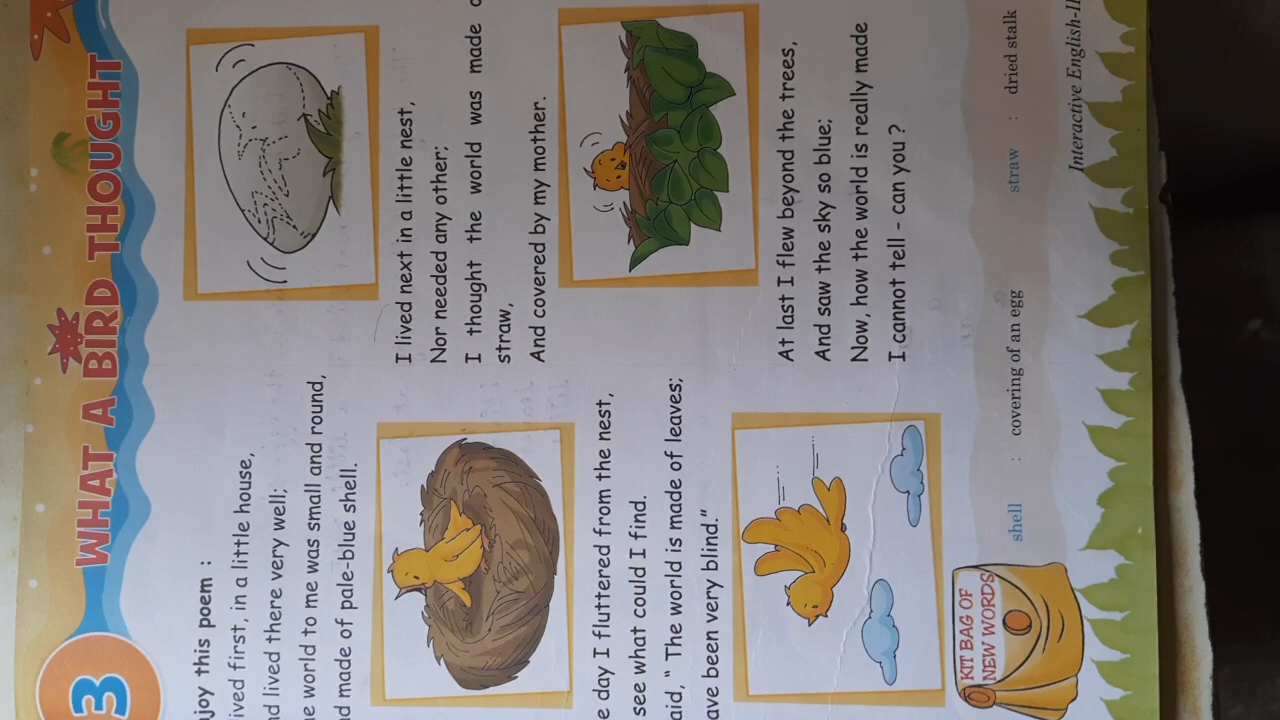 3
WHAT A BIRD THOUGHT
njoy this poem :
ived first, in a little house,
nd lived there very well;
e world to me was small and round,
nd made of pale-blue shell.
I lived next in a little nest,
Nor needed any other;
I thought the world was made
straw,
And covered by my mother.
e day I fluttered from the nest,
see what could I find.
aid, " The world is made of leaves;
ave been very blind."
At last I flew beyond the trees,
And saw the sky so blue;
Now, how the world is really made
I cannot tell - can you ?
KIT BAG OF
NEW WORDS
shell : covering of an egg
straw : dried stalk
Interactive English-II